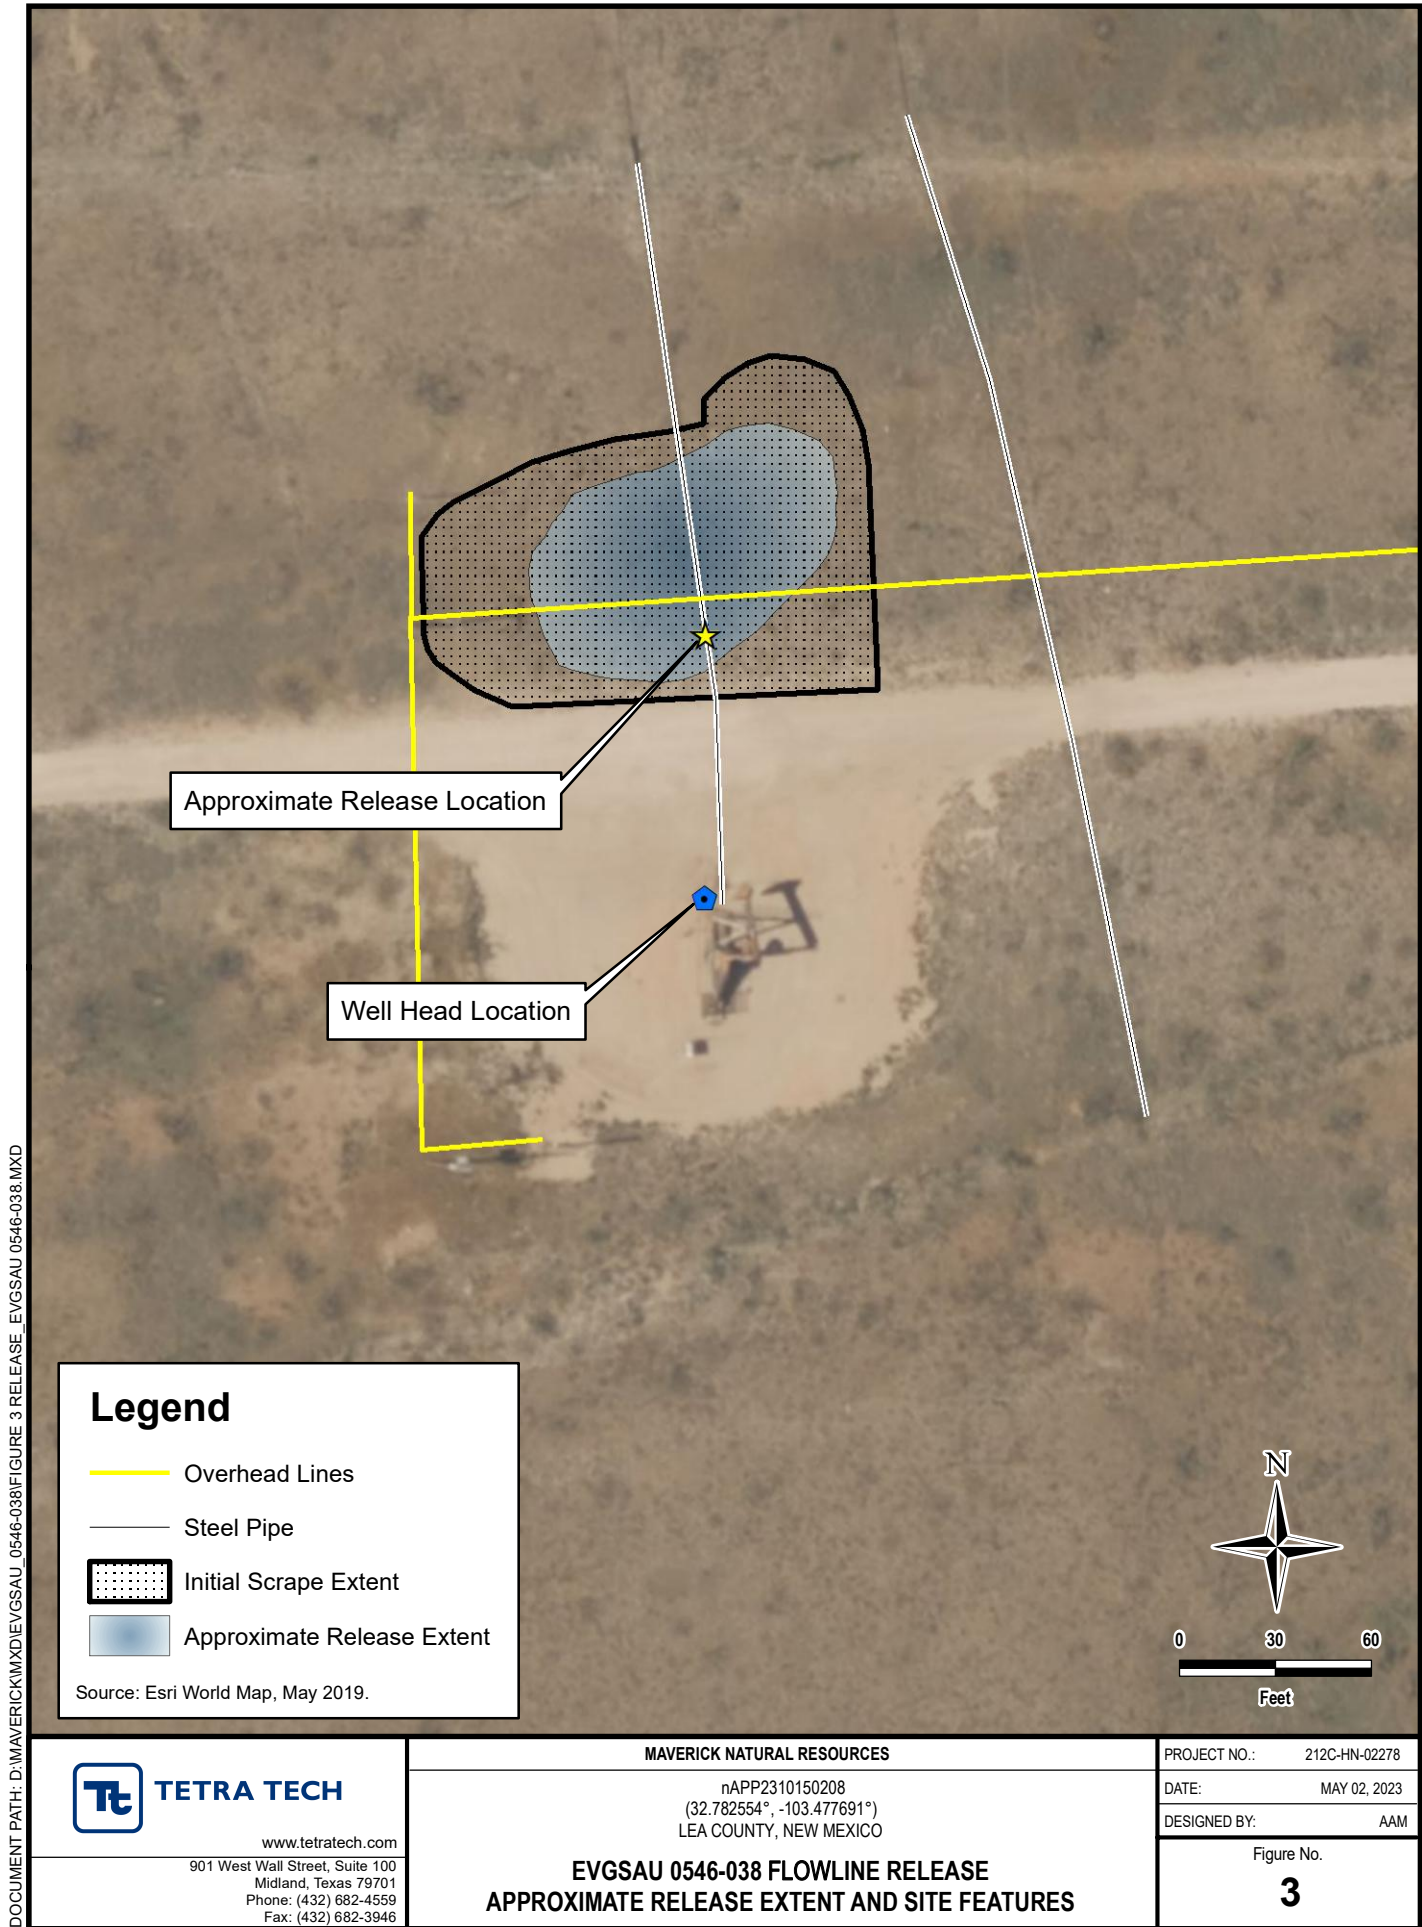 Approximate Release Location
Well Head Location
Legend
Overhead Lines
Steel Pipe
Initial Scrape Extent
Approximate Release Extent
Source: Esri World Map, May 2019.
N
0 30 60
Feet
DOCUMENT PATH: D:\MAVERICK\MXD\EVGSAU_0546-038\FIGURE 3 RELEASE_EVGSAU 0546-038.MXD
Tt TETRA TECH
www.tetratech.com
901 West Wall Street, Suite 100
Midland, Texas 79701
Phone: (432) 682-4559
Fax: (432) 682-3946
MAVERICK NATURAL RESOURCES
nAPP2310150208
(32.782554°, -103.477691°)
LEA COUNTY, NEW MEXICO
EVGSAU 0546-038 FLOWLINE RELEASE
APPROXIMATE RELEASE EXTENT AND SITE FEATURES
PROJECT NO.: 212C-HN-02278
DATE: MAY 02, 2023
DESIGNED BY: AAM
Figure No.
3